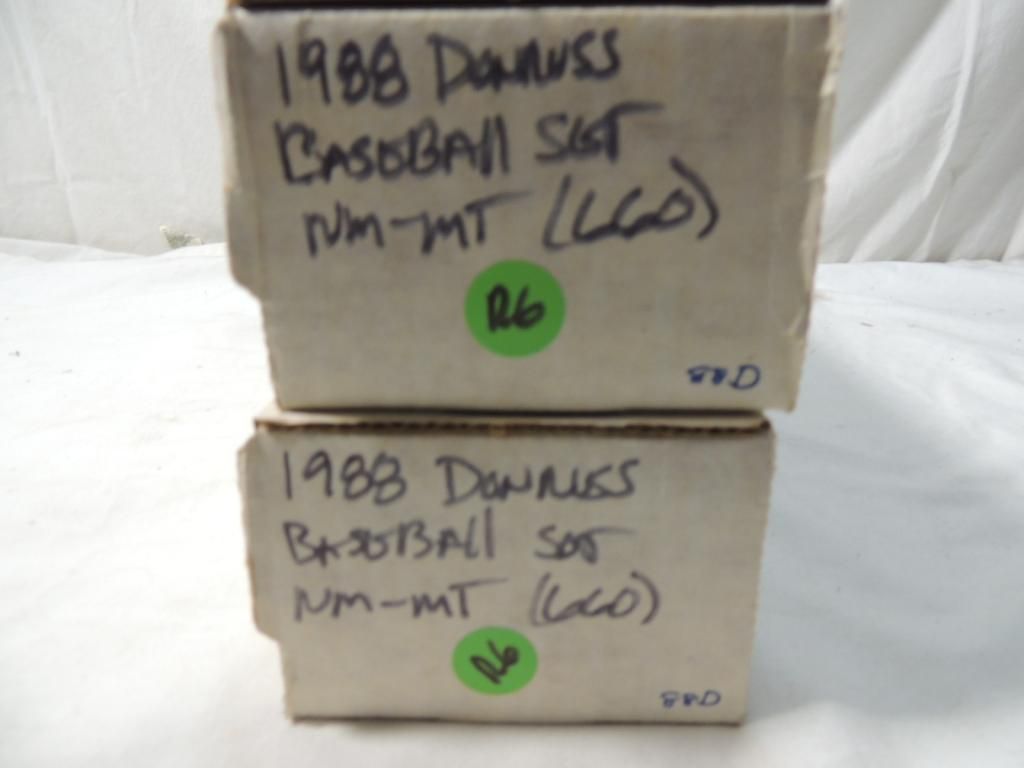 1988 DONRUSS
BASEBALL SET
NM-MT (660)
R6
88D
1988 DONRUSS
BASEBALL SET
NM-MT (660)
R6
88D